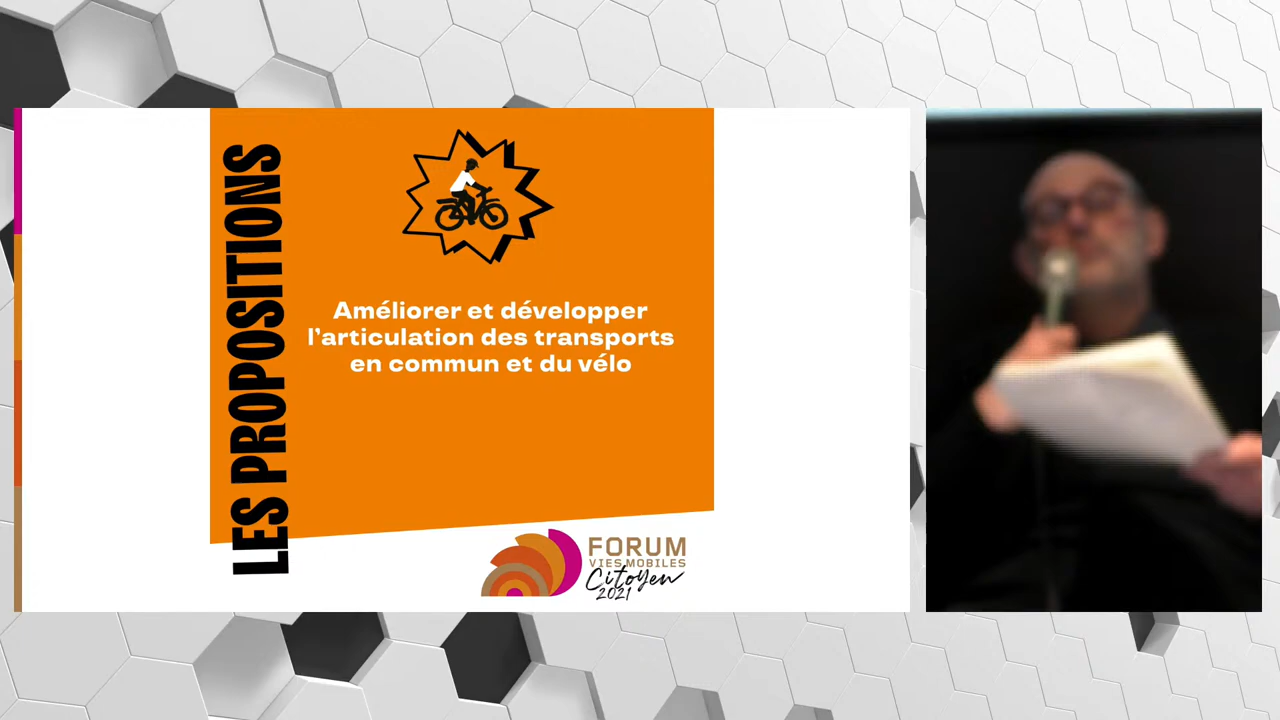 LES PROPOSITIONS
Améliorer et développer
l'articulation des transports
en commun et du vélo
FORUM
VIES MOBILES
Citoyen
2021